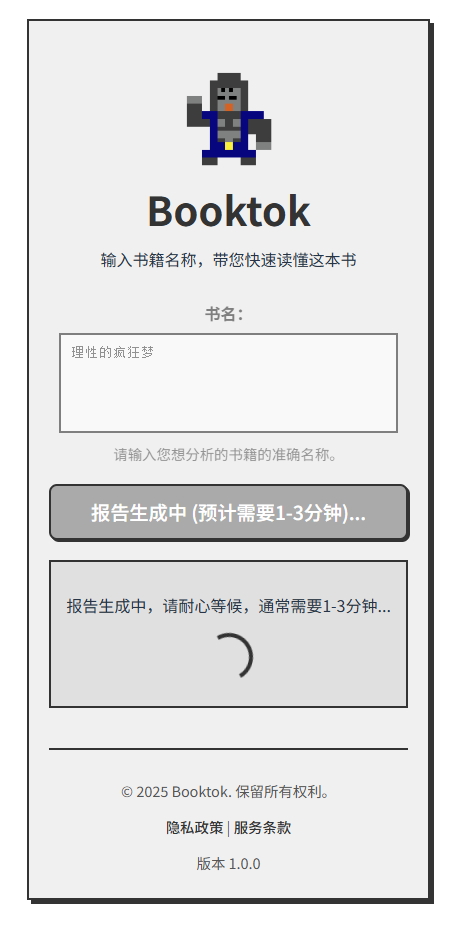 Booktok
输入书籍名称，带您快速读懂这本书
书名：
理性的疯狂梦
请输入您想分析的书籍的准确名称。
报告生成中 (预计需要1-3分钟)...
报告生成中，请耐心等候，通常需要1-3分钟...
© 2025 Booktok. 保留所有权利。
隐私政策 | 服务条款
版本 1.0.0